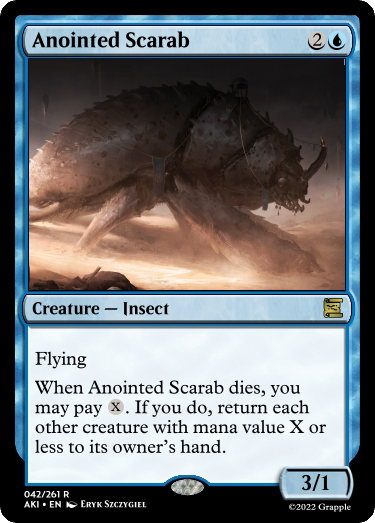 Anointed Scarab 2
Creature — Insect
Flying
When Anointed Scarab dies, you
may pay X. If you do, return each
other creature with mana value X or
less to its owner's hand.
3/1
042/261 R
AKI • EN Eryk Szczygiel
©2022 Grapple